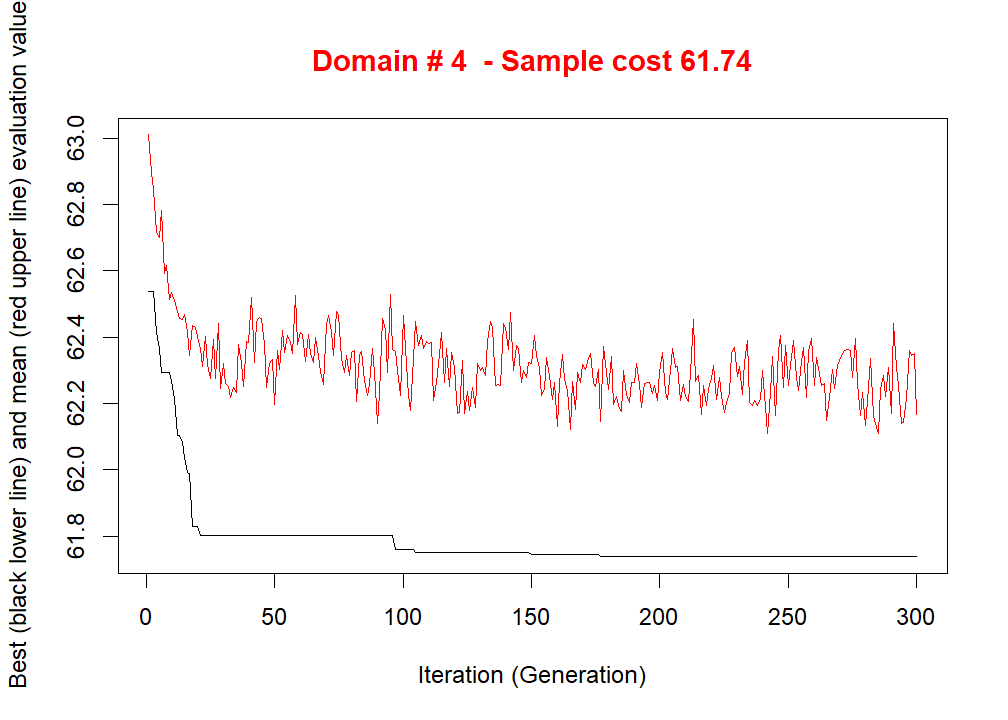 Domain # 4  - Sample cost 61.74
Best (black lower line) and mean (red upper line) evaluation value
63.0
62.8
62.6
62.4
62.2
62.0
61.8
0 50 100 150 200 250 300
Iteration (Generation)